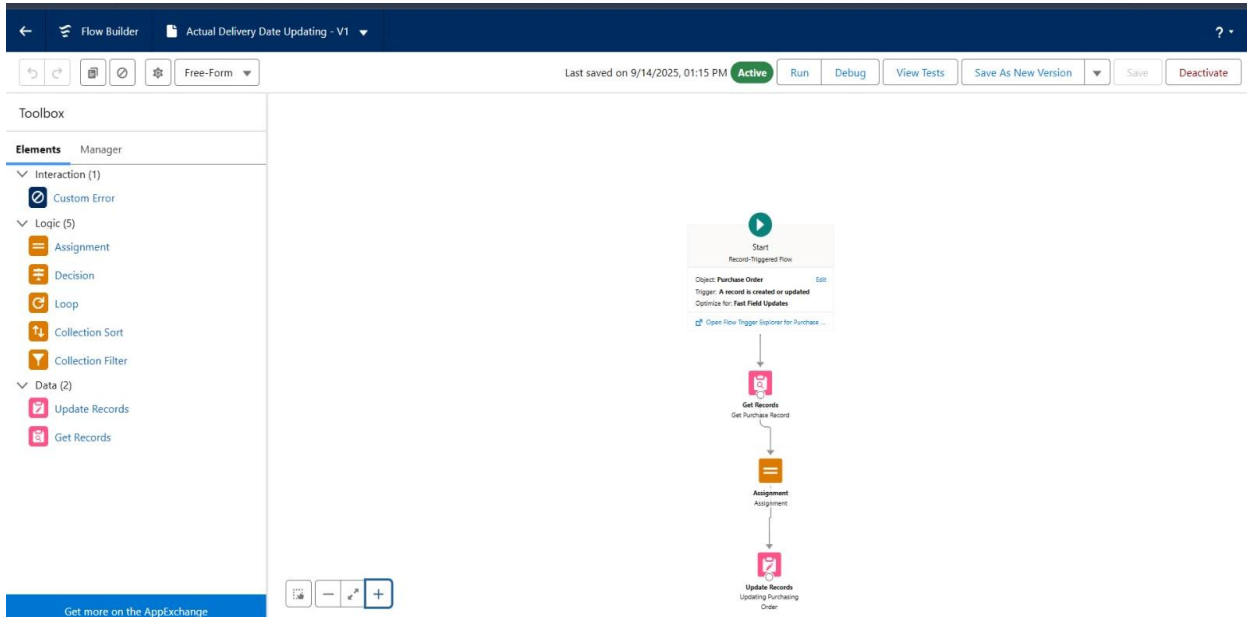 Flow Builder
Actual Delivery Date Updating - V1
?
Free-Form
Last saved on 9/14/2025, 01:15 PM
Active
Run
Debug
View Tests
Save As New Version
Save
Deactivate
Toolbox
Elements
Manager
Interaction (1)
Custom Error
Logic (5)
Assignment
Decision
Loop
Collection Sort
Collection Filter
Data (2)
Update Records
Get Records
Get more on the AppExchange
Start
Record-Triggered Flow
Object: Purchase Order Edit
Trigger: A record is created or updated
Optimize for: Fast Field Updates
Open Flow Trigger Explorer for Purchase ...
Get Records
Get Purchase Record
Assignment
Assignment
Update Records
Updating Purchasing
Order